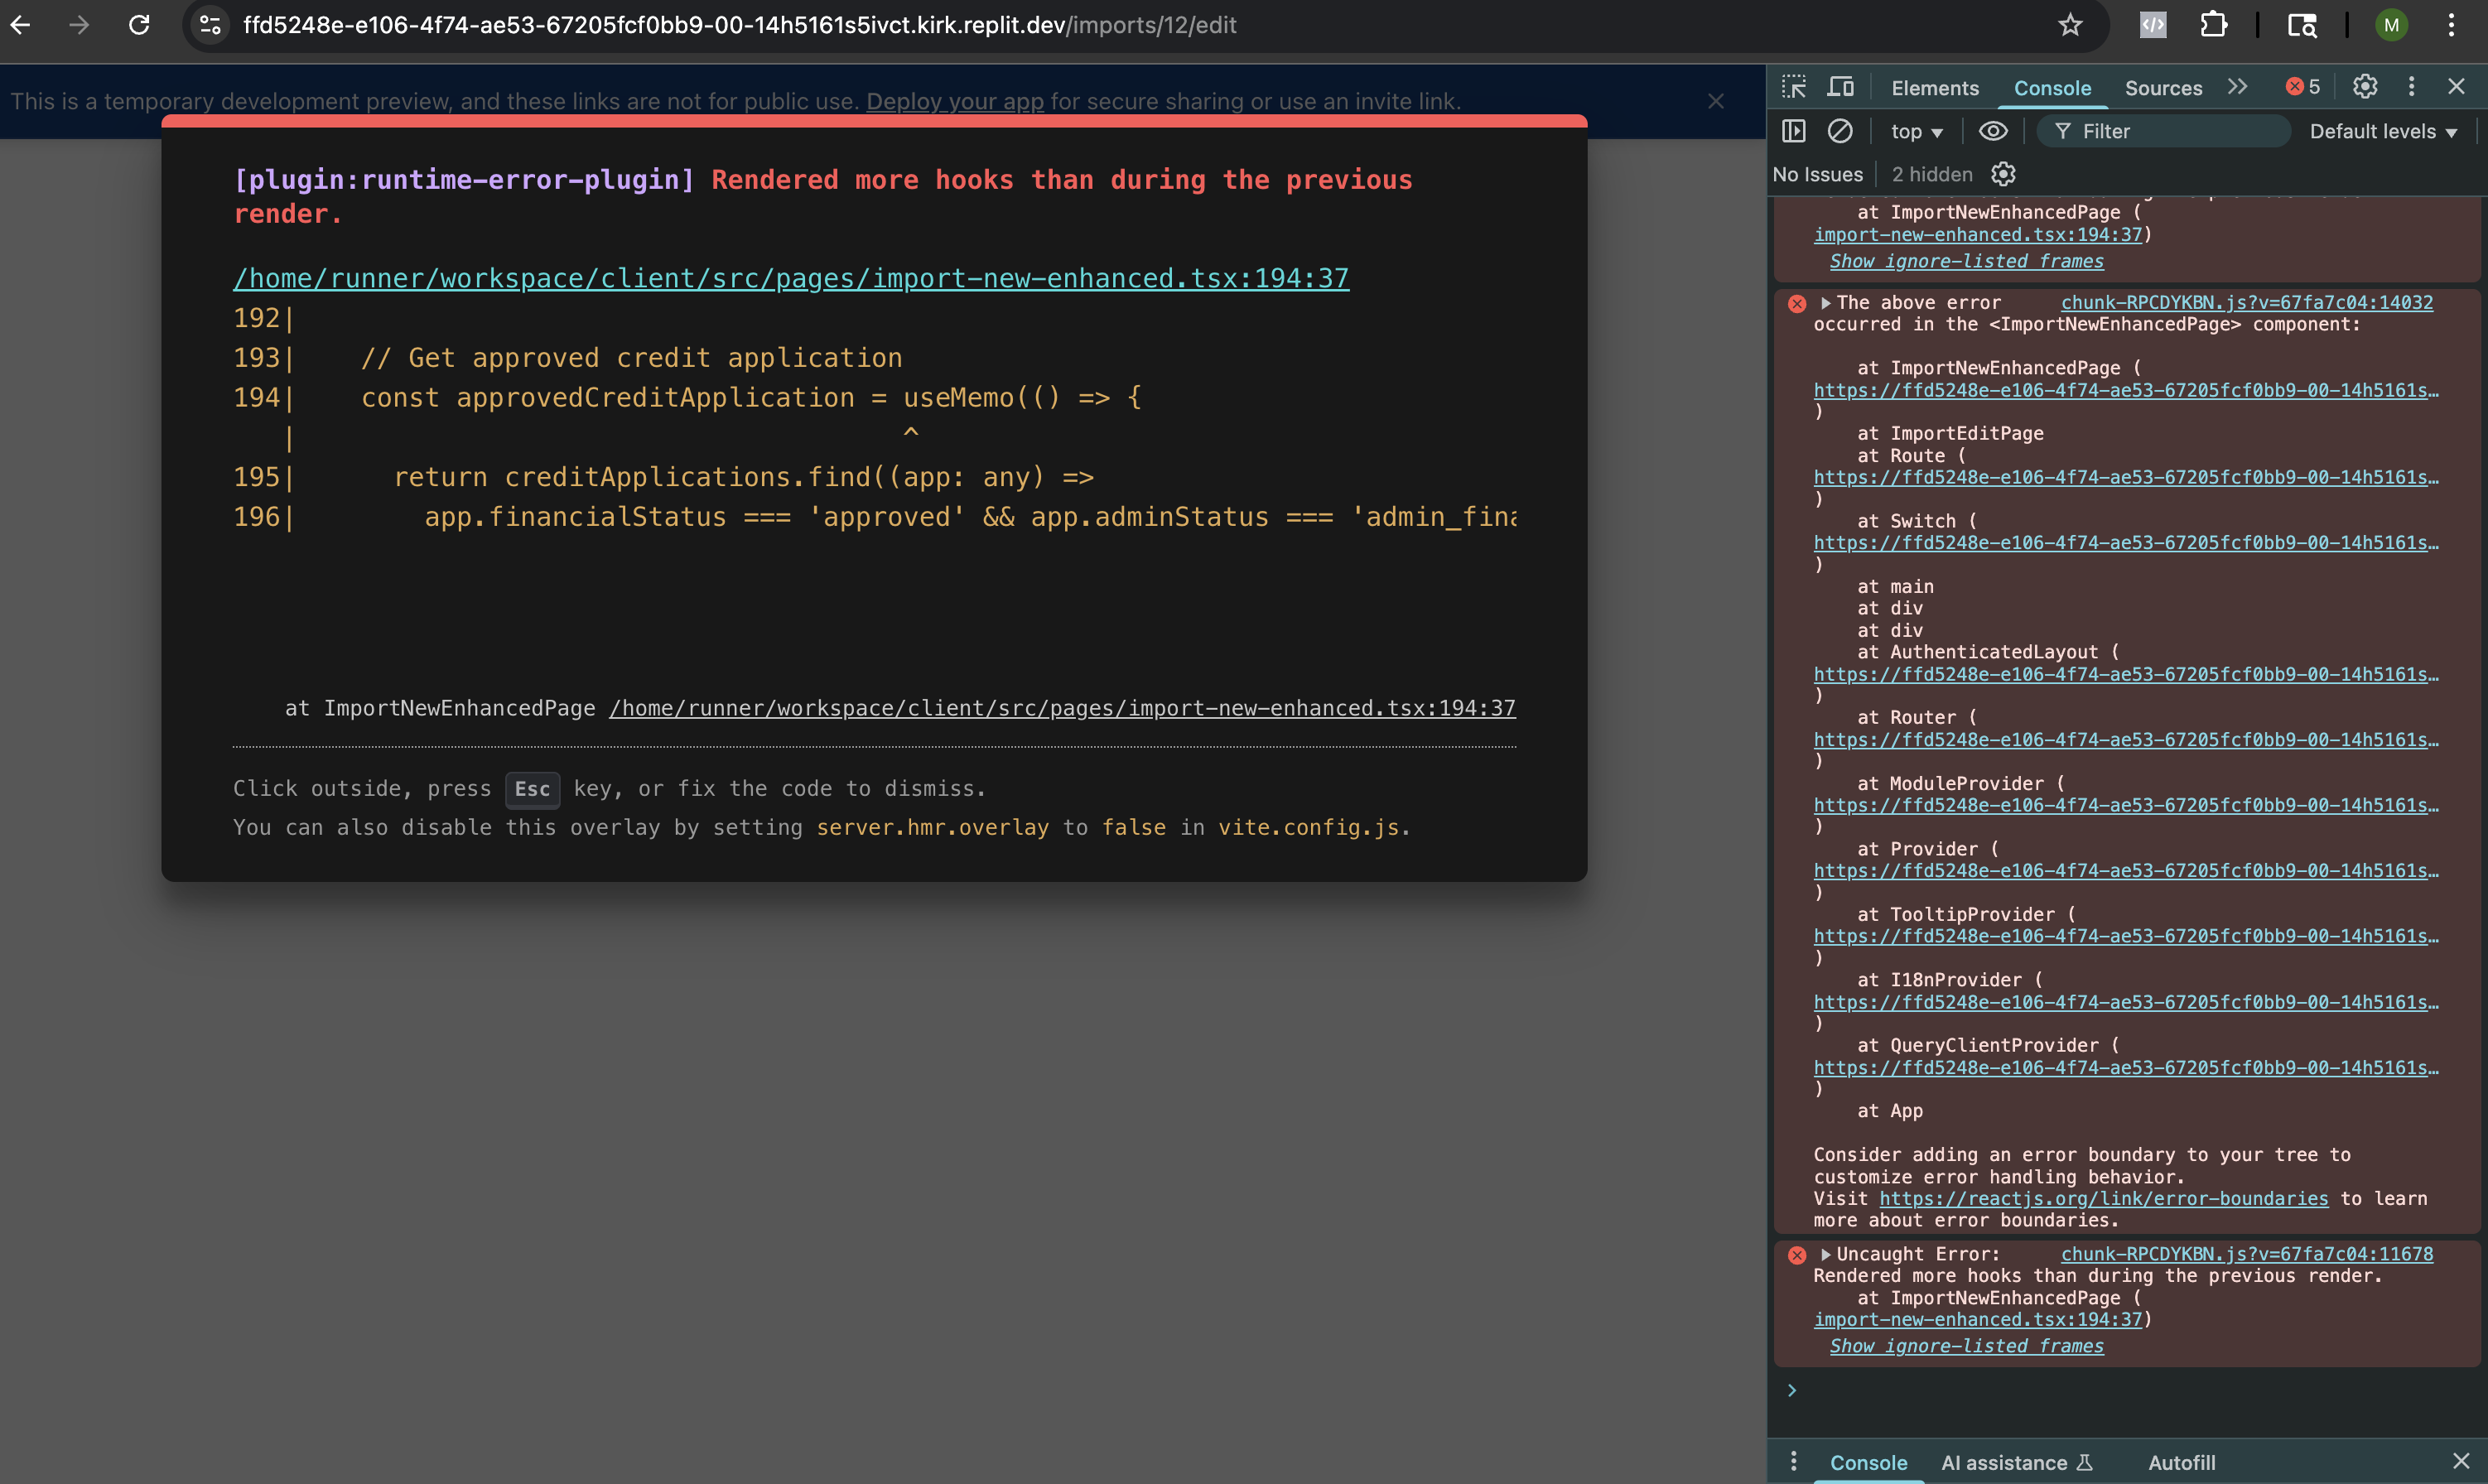 ffd5248e-e106-4f74-ae53-67205fcf0bb9-00-14h5161s5ivct.kirk.replit.dev/imports/12/edit
M
This is a temporary development preview, and these links are not for public use. Deploy your app for secure sharing or use an invite link.
[plugin:runtime-error-plugin] Rendered more hooks than during the previous
render.
/home/runner/workspace/client/src/pages/import-new-enhanced.tsx:194:37
192|
193|    // Get approved credit application
194|    const approvedCreditApplication = useMemo(() => {
   |                                      ^
195|      return creditApplications.find((app: any) =>
196|        app.financialStatus === 'approved' && app.adminStatus === 'admin_fina
at ImportNewEnhancedPage /home/runner/workspace/client/src/pages/import-new-enhanced.tsx:194:37
Click outside, press Esc key, or fix the code to dismiss.
You can also disable this overlay by setting server.hmr.overlay to false in vite.config.js.
Elements Console Sources 5
top Filter Default levels
No Issues 2 hidden
at ImportNewEnhancedPage (
import-new-enhanced.tsx:194:37)
Show ignore-listed frames
The above error chunk-RPCDYKBN.js?v=67fa7c04:14032
occurred in the <ImportNewEnhancedPage> component:
at ImportNewEnhancedPage (
https://ffd5248e-e106-4f74-ae53-67205fcf0bb9-00-14h5161s…
)
at ImportEditPage
at Route (
https://ffd5248e-e106-4f74-ae53-67205fcf0bb9-00-14h5161s…
)
at Switch (
https://ffd5248e-e106-4f74-ae53-67205fcf0bb9-00-14h5161s…
)
at main
at div
at div
at AuthenticatedLayout (
https://ffd5248e-e106-4f74-ae53-67205fcf0bb9-00-14h5161s…
)
at Router (
https://ffd5248e-e106-4f74-ae53-67205fcf0bb9-00-14h5161s…
)
at ModuleProvider (
https://ffd5248e-e106-4f74-ae53-67205fcf0bb9-00-14h5161s…
)
at Provider (
https://ffd5248e-e106-4f74-ae53-67205fcf0bb9-00-14h5161s…
)
at TooltipProvider (
https://ffd5248e-e106-4f74-ae53-67205fcf0bb9-00-14h5161s…
)
at I18nProvider (
https://ffd5248e-e106-4f74-ae53-67205fcf0bb9-00-14h5161s…
)
at QueryClientProvider (
https://ffd5248e-e106-4f74-ae53-67205fcf0bb9-00-14h5161s…
)
at App
Consider adding an error boundary to your tree to
customize error handling behavior.
Visit https://reactjs.org/link/error-boundaries to learn
more about error boundaries.
Uncaught Error: chunk-RPCDYKBN.js?v=67fa7c04:11678
Rendered more hooks than during the previous render.
at ImportNewEnhancedPage (
import-new-enhanced.tsx:194:37)
Show ignore-listed frames
Console AI assistance Autofill